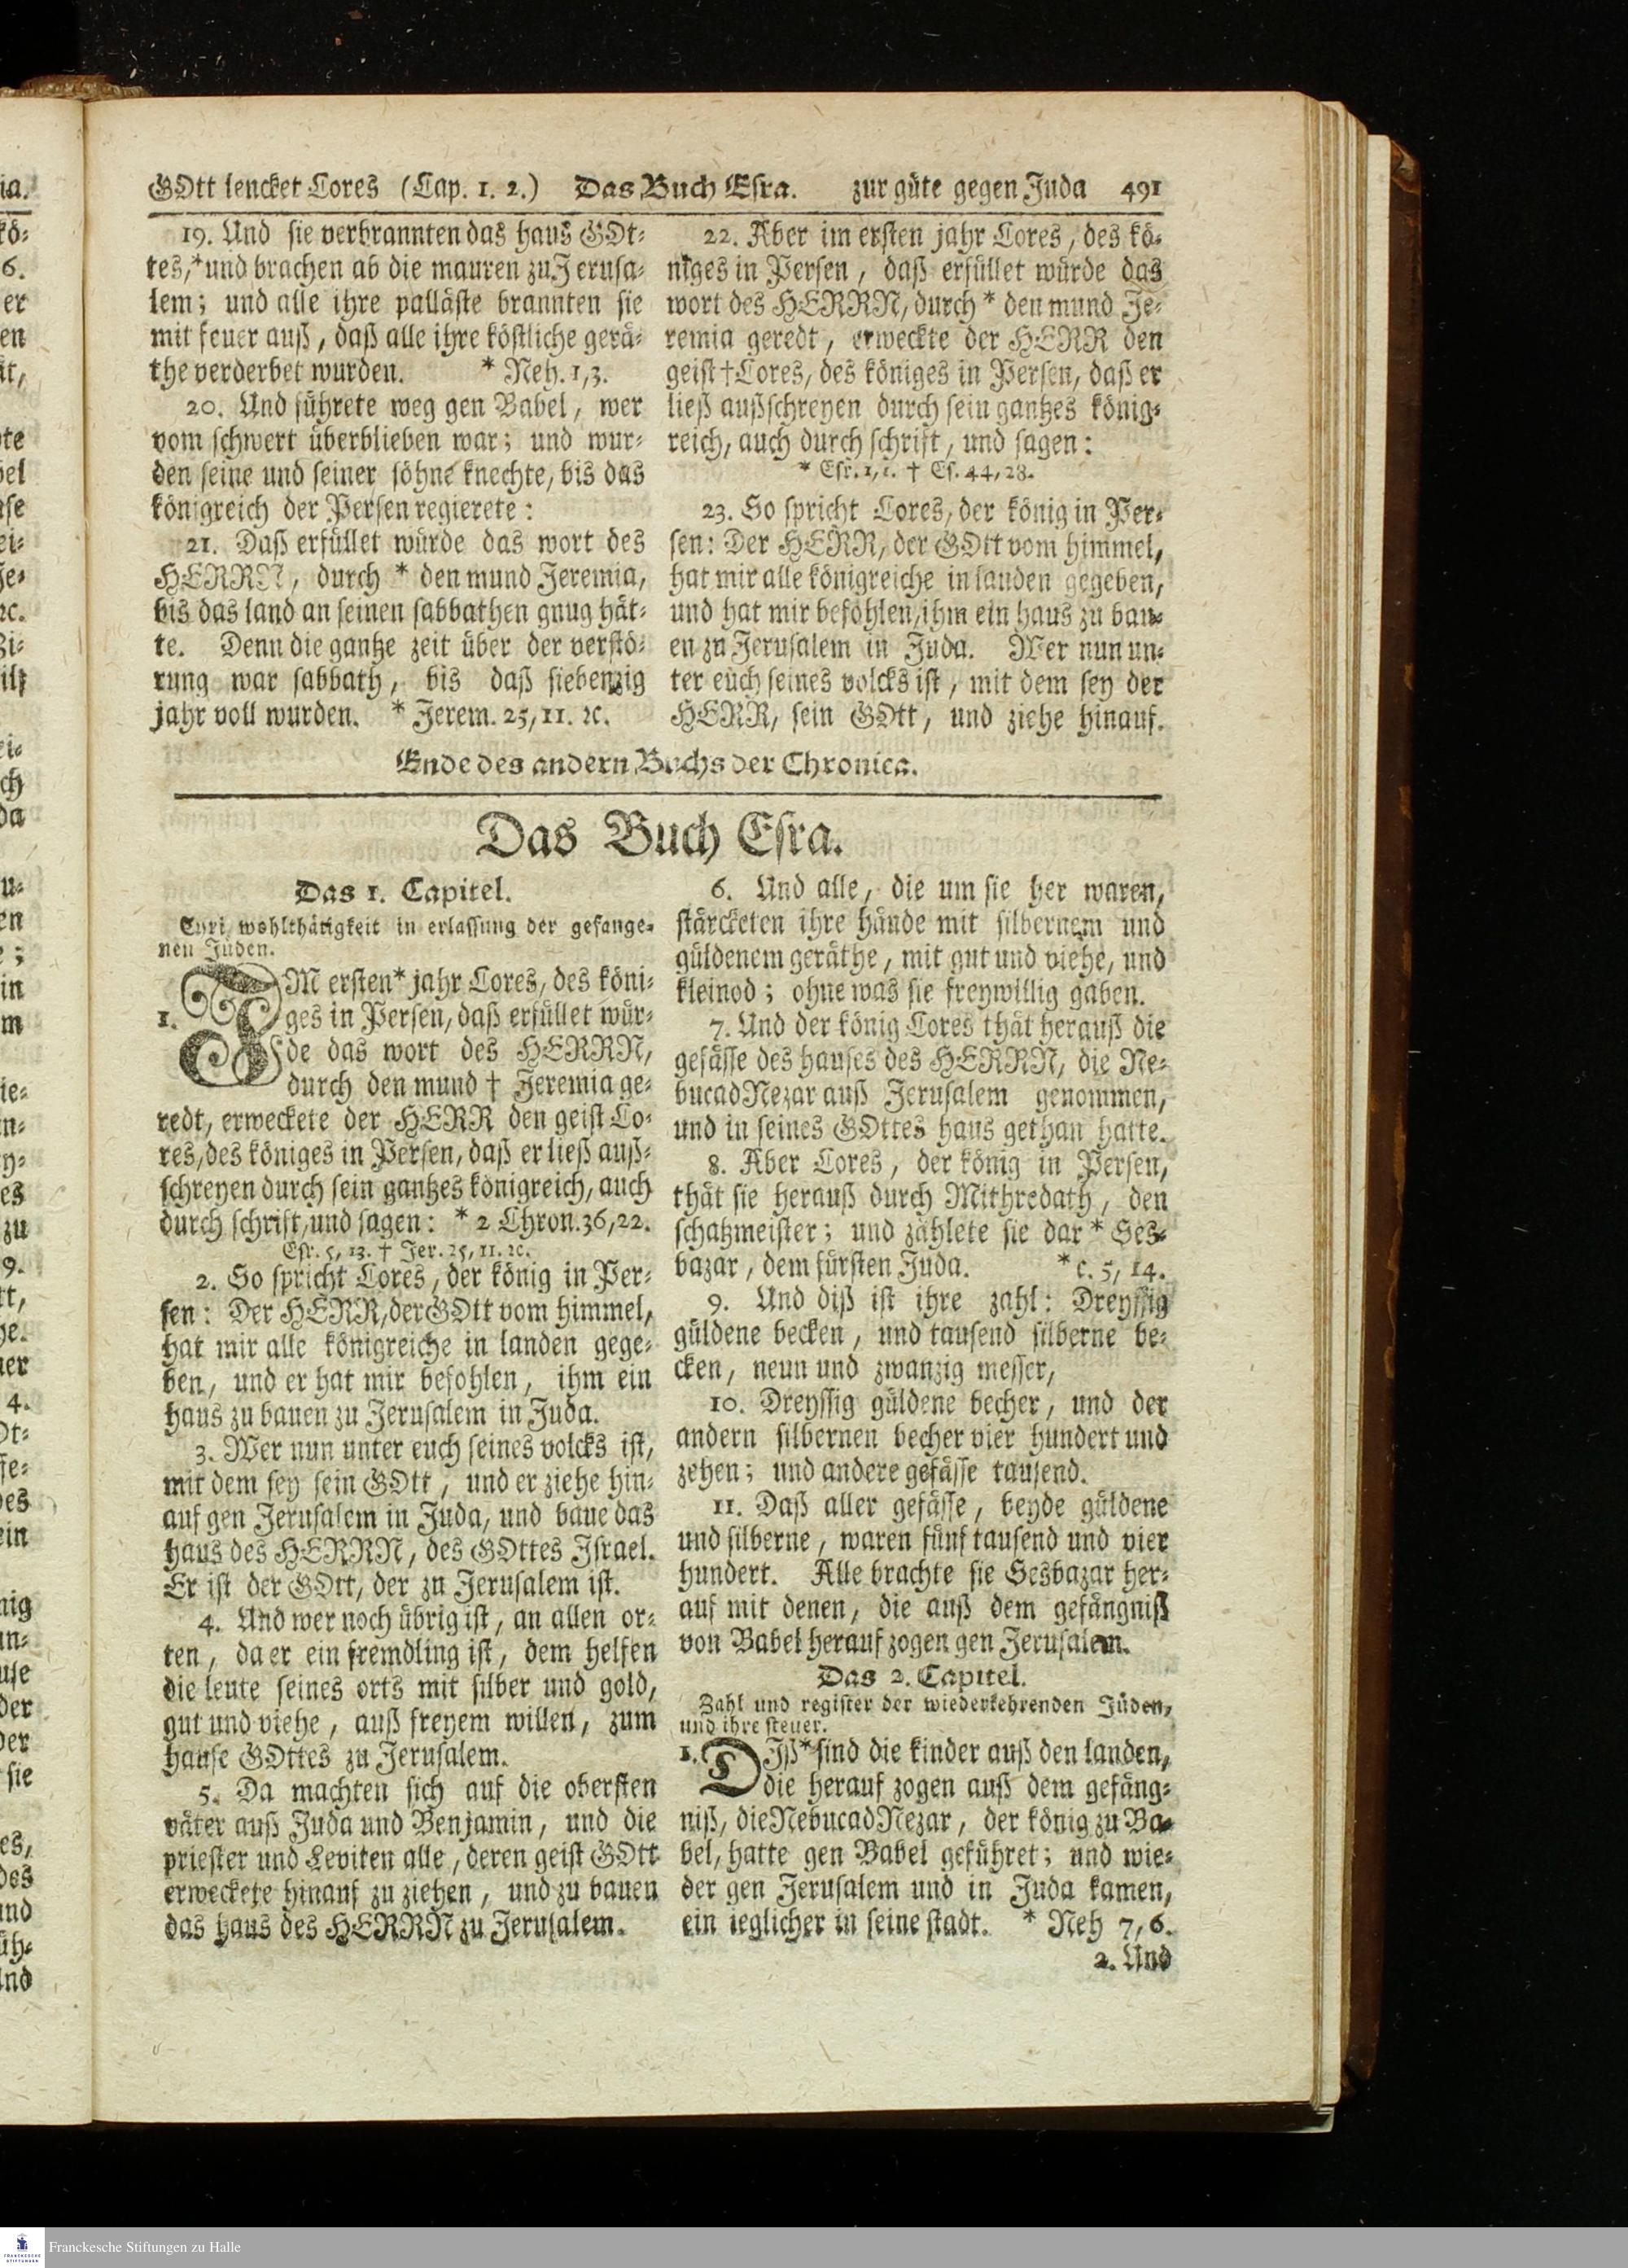 GOtt lencket Cores (Cap. 1. 2.) Das Buch Esra. zur güte gegen Juda 491
19. Und sie verbrannten das haus GOt-
tes,* und brachen ab die mauren zu Jerusa-
lem; und alle ihre palläste brannten sie
mit feuer auß, daß alle ihre köstliche gerä-
the verderbet wurden. * Neh. 1,3.
20. Und führete weg gen Babel, wer
vom schwert überblieben war; und wur-
den seine und seiner söhne knechte, bis das
königreich der Persen regierete:
21. Daß erfüllet würde das wort des
HERRN, durch * den mund Jeremia,
bis das land an seinen sabbathen gnug hät-
te. Denn die gantze zeit über der verstö-
rung war sabbath, bis daß siebenzig
jahr voll wurden. * Jerem. 25,11. ꝛc.
22. Aber im ersten jahr Cores, des kö-
niges in Persen, daß erfüllet würde das
wort des HERRN, durch * den mund Je-
remia geredt, erweckte der HERR den
geist † Cores, des königes in Persen, daß er
ließ außschreyen durch sein gantzes könig-
reich, auch durch schrift, und sagen:
* Esr. 1,1. † Es. 44,28.
23. So spricht Cores, der könig in Per-
sen: Der HERR, der GOtt vom himmel,
hat mir alle königreiche in landen gegeben,
und hat mir befohlen, ihm ein haus zu bau-
en zu Jerusalem in Juda. Wer nun un-
ter euch seines volcks ist, mit dem sey der
HERR, sein GOtt, und ziehe hinauf.
Ende des andern Buchs der Chronica.
Das Buch Esra.
Das 1. Capitel.
Cyri wohlthätigkeit in erlassung der gefange-
nen Jüden.
1. IM ersten* jahr Cores, des köni-
ges in Persen, daß erfüllet wür-
de das wort des HERRN,
durch den mund † Jeremia ge-
redt, erweckete der HERR den geist Co-
res, des königes in Persen, daß er ließ auß-
schreyen durch sein gantzes königreich, auch
durch schrift, und sagen: * 2 Chron. 36,22.
Esr. 5, 13. † Jer. 25, 11. ꝛc.
2. So spricht Cores, der könig in Per-
sen: Der HERR, der GOtt vom himmel,
hat mir alle königreiche in landen gege-
ben, und er hat mir befohlen, ihm ein
haus zu bauen zu Jerusalem in Juda.
3. Wer nun unter euch seines volcks ist,
mit dem sey sein GOtt, und er ziehe hin-
auf gen Jerusalem in Juda, und baue das
haus des HERRN, des GOttes Israel.
Er ist der GOtt, der zu Jerusalem ist.
4. Und wer noch übrig ist, an allen or-
ten, da er ein fremdling ist, dem helfen
die leute seines orts mit silber und gold,
gut und viehe, auß freyem willen, zum
hause GOttes zu Jerusalem.
5. Da machten sich auf die obersten
väter auß Juda und Benjamin, und die
priester und Leviten alle, deren geist GOtt
erweckete hinauf zu ziehen, und zu bauen
das haus des HERRN zu Jerusalem.
6. Und alle, die um sie her waren,
stärcketen ihre hände mit silbernem und
güldenem geräthe, mit gut und viehe, und
kleinod; ohne was sie freywillig gaben.
7. Und der könig Cores thät herauß die
gefässe des hauses des HERRN, die Ne-
bucadNezar auß Jerusalem genommen,
und in seines GOttes haus gethan hatte.
8. Aber Cores, der könig in Persen,
thät sie herauß durch Mithredath, den
schatzmeister; und zählete sie dar * Ses-
bazar, dem fürsten Juda. * c. 5, 14.
9. Und diß ist ihre zahl: Dreyssig
güldene becken, und tausend silberne be-
cken, neun und zwanzig messer,
10. Dreyssig güldene becher, und der
andern silbernen becher vier hundert und
zehen; und andere gefässe tausend.
11. Daß aller gefässe, beyde güldene
und silberne, waren fünf tausend und vier
hundert. Alle brachte sie Sesbazar her-
auf mit denen, die auß dem gefängniß
von Babel herauf zogen gen Jerusalem.
Das 2. Capitel.
Zahl und register der wiederkehrenden Jüden,
und ihre steuer.
1. DIß* sind die kinder auß den landen,
die herauf zogen auß dem gefäng-
niß, die NebucadNezar, der könig zu Ba-
bel, hatte gen Babel geführet; und wie-
der gen Jerusalem und in Juda kamen,
ein ieglicher in seine stadt. * Neh 7, 6.
2. Und
Franckesche Stiftungen zu Halle